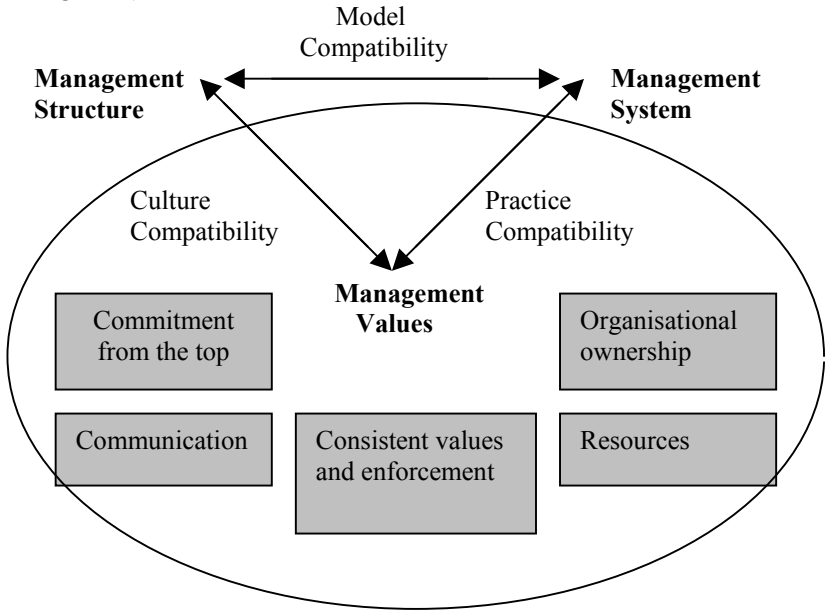 Model
Compatibility
Management
Structure
Management
System
Culture
Compatibility
Practice
Compatibility
Management
Values
Commitment
from the top
Organisational
ownership
Communication
Consistent values
and enforcement
Resources